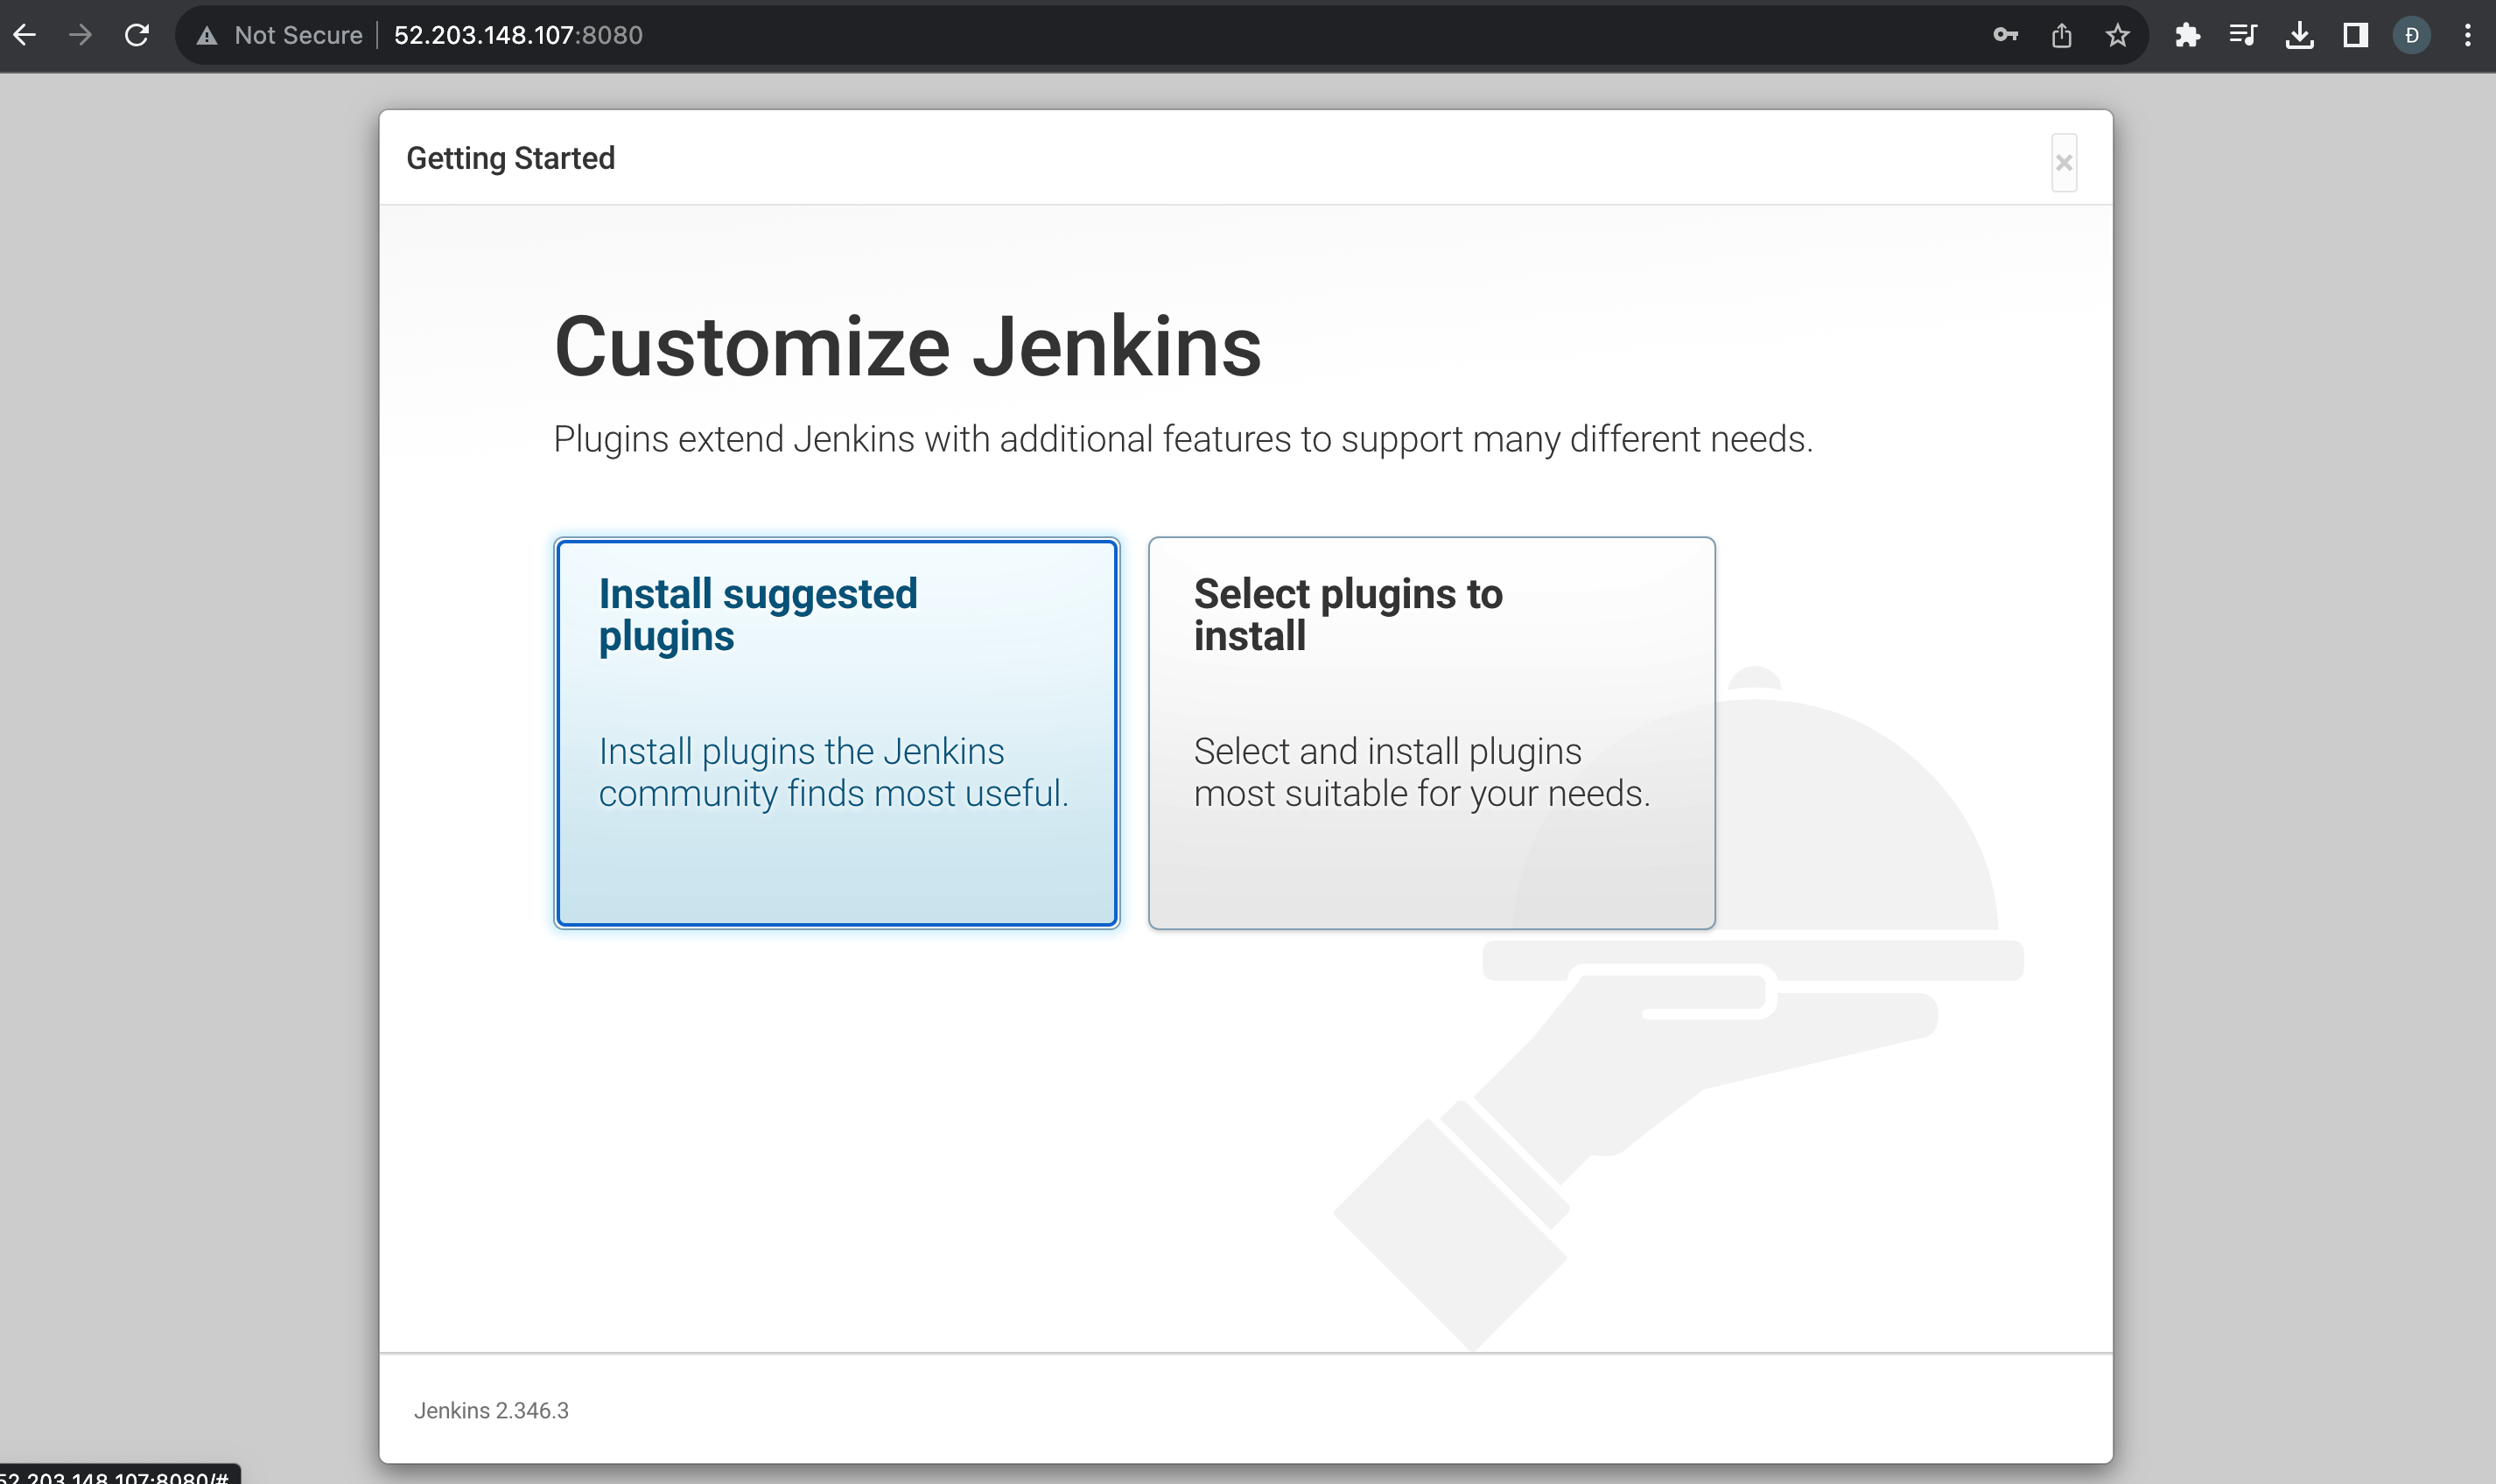 Not Secure 52.203.148.107:8080 Đ
Getting Started
Customize Jenkins
Plugins extend Jenkins with additional features to support many different needs.
Install suggested
plugins
Install plugins the Jenkins
community finds most useful.
Select plugins to
install
Select and install plugins
most suitable for your needs.
Jenkins 2.346.3
52.203.148.107:8080/#